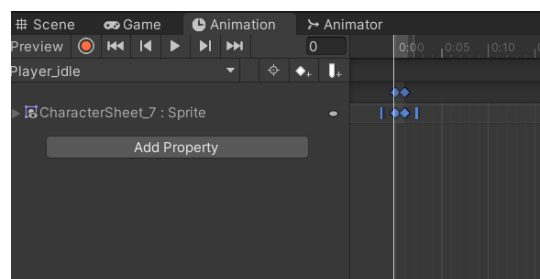 Scene Game Animation Animator
Preview 0 0:00 0:05 0:10
Player_idle
CharacterSheet_7 : Sprite
Add Property